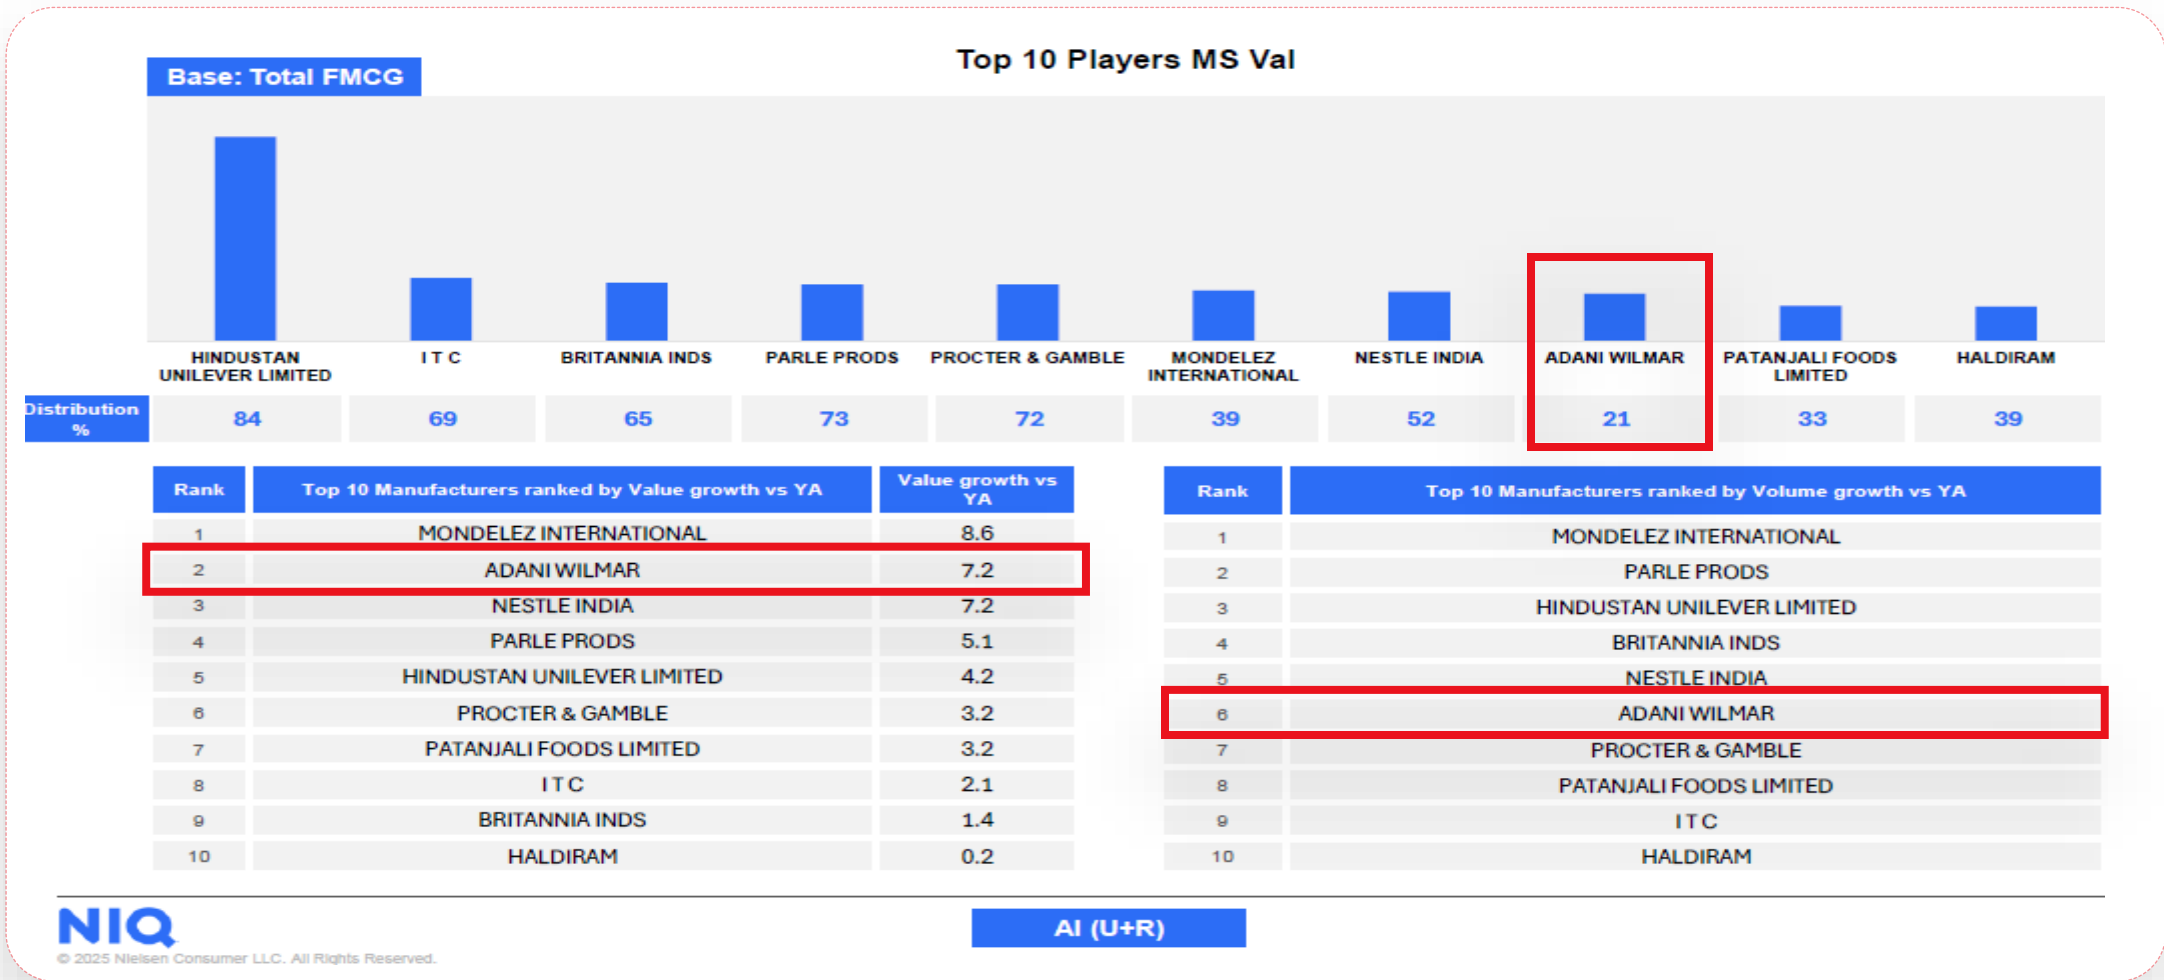 Top 10 Players MS Val
Base: Total FMCG
HINDUSTAN UNILEVER LIMITED
I T C
BRITANNIA INDS
PARLE PRODS
PROCTER & GAMBLE
MONDELEZ INTERNATIONAL
NESTLE INDIA
ADANI WILMAR
PATANJALI FOODS LIMITED
HALDIRAM
Distribution %
84 69 65 73 72 39 52 21 33 39
Rank Top 10 Manufacturers ranked by Value growth vs YA Value growth vs YA
1 MONDELEZ INTERNATIONAL 8.6
2 ADANI WILMAR 7.2
3 NESTLE INDIA 7.2
4 PARLE PRODS 5.1
5 HINDUSTAN UNILEVER LIMITED 4.2
6 PROCTER & GAMBLE 3.2
7 PATANJALI FOODS LIMITED 3.2
8 I T C 2.1
9 BRITANNIA INDS 1.4
10 HALDIRAM 0.2
Rank Top 10 Manufacturers ranked by Volume growth vs YA
1 MONDELEZ INTERNATIONAL
2 PARLE PRODS
3 HINDUSTAN UNILEVER LIMITED
4 BRITANNIA INDS
5 NESTLE INDIA
6 ADANI WILMAR
7 PROCTER & GAMBLE
8 PATANJALI FOODS LIMITED
9 I T C
10 HALDIRAM
NIQ
© 2025 Nielsen Consumer LLC. All Rights Reserved.
AI (U+R)